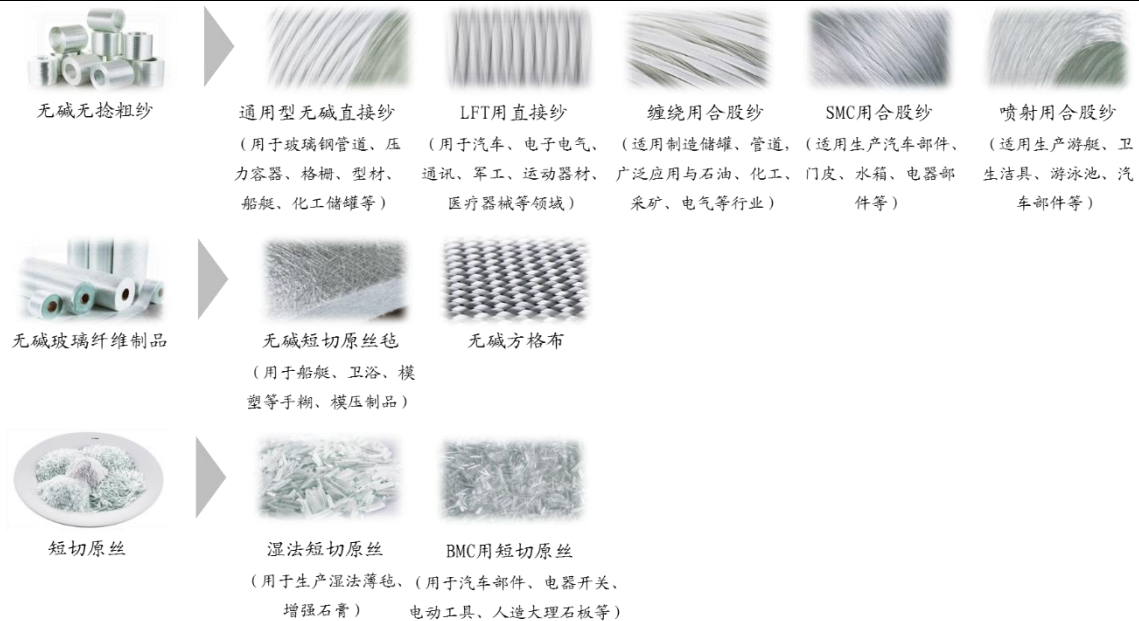 无碱无捻粗纱
通用型无碱直接纱
（用于玻璃钢管道、压
力容器、格栅、型材、
船艇、化工储罐等）
LFT用直接纱
（用于汽车、电子电气、
通讯、军工、运动器材、
医疗器械等领域）
缠绕用合股纱
（适用制造储罐、管道，
广泛应用与石油、化工、
采矿、电气等行业）
SMC用合股纱
（适用生产汽车部件、
门皮、水箱、电器部
件等）
喷射用合股纱
（适用生产游艇、卫
生洁具、游泳池、汽
车部件等）
无碱玻璃纤维制品
无碱短切原丝毡
（用于船艇、卫浴、模
塑等手糊、模压制品）
无碱方格布
短切原丝
湿法短切原丝
（用于生产湿法薄毡、
增强石膏）
BMC用短切原丝
（用于汽车部件、电器开关、
电动工具、人造大理石板等）